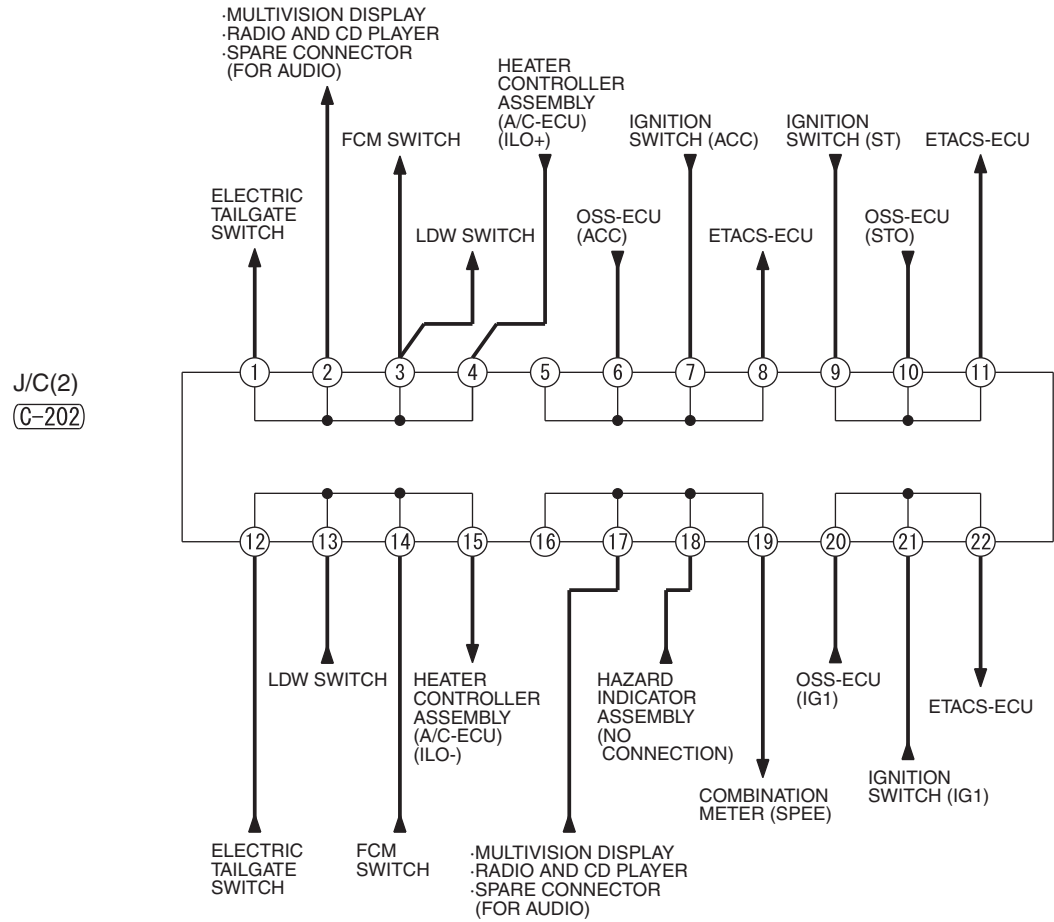 ·MULTIVISION DISPLAY
·RADIO AND CD PLAYER
·SPARE CONNECTOR
(FOR AUDIO)
HEATER
CONTROLLER
ASSEMBLY
(A/C-ECU)
(ILO+)
FCM SWITCH
IGNITION
SWITCH (ACC)
IGNITION
SWITCH (ST)
ETACS-ECU
ELECTRIC
TAILGATE
SWITCH
LDW SWITCH
OSS-ECU
(ACC)
ETACS-ECU
OSS-ECU
(STO)
J/C(2)
C-202
1 2 3 4 5 6 7 8 9 10 11
12 13 14 15 16 17 18 19 20 21 22
LDW SWITCH
HEATER
CONTROLLER
ASSEMBLY
(A/C-ECU)
(ILO-)
HAZARD
INDICATOR
ASSEMBLY
(NO
CONNECTION)
OSS-ECU
(IG1)
ETACS-ECU
COMBINATION
METER (SPEE)
IGNITION
SWITCH (IG1)
ELECTRIC
TAILGATE
SWITCH
FCM
SWITCH
·MULTIVISION DISPLAY
·RADIO AND CD PLAYER
·SPARE CONNECTOR
(FOR AUDIO)